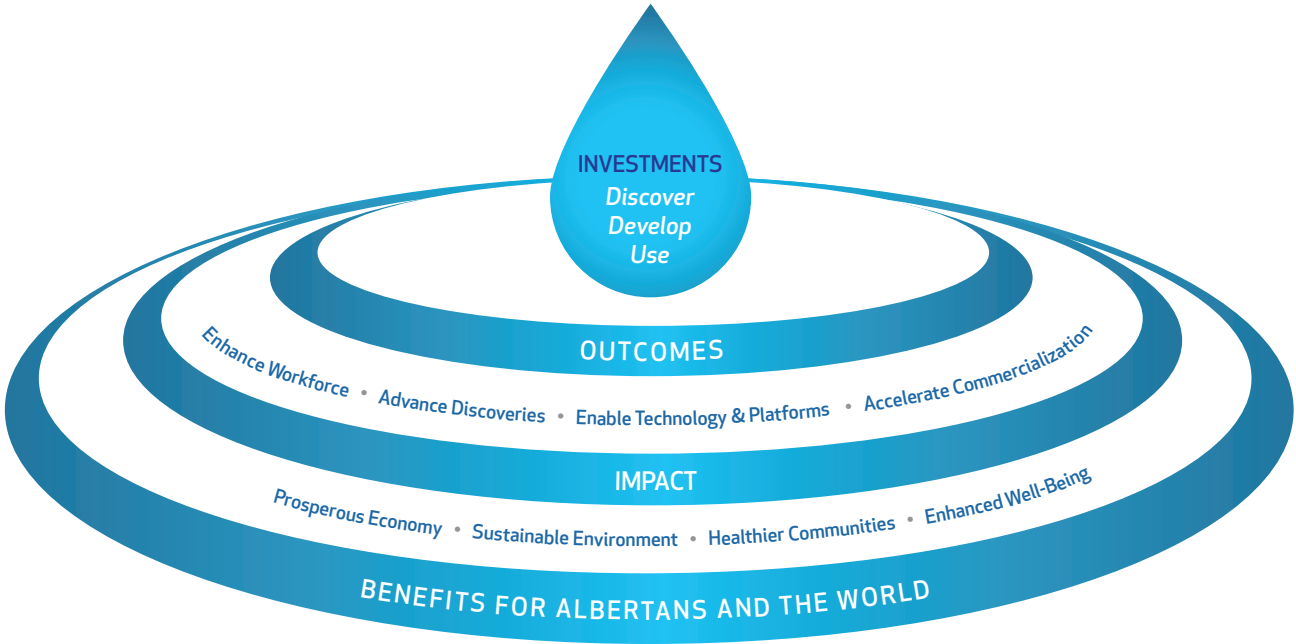 INVESTMENTS
Discover
Develop
Use
OUTCOMES
Enhance Workforce • Advance Discoveries • Enable Technology & Platforms • Accelerate Commercialization
IMPACT
Prosperous Economy • Sustainable Environment • Healthier Communities • Enhanced Well-Being
BENEFITS FOR ALBERTANS AND THE WORLD